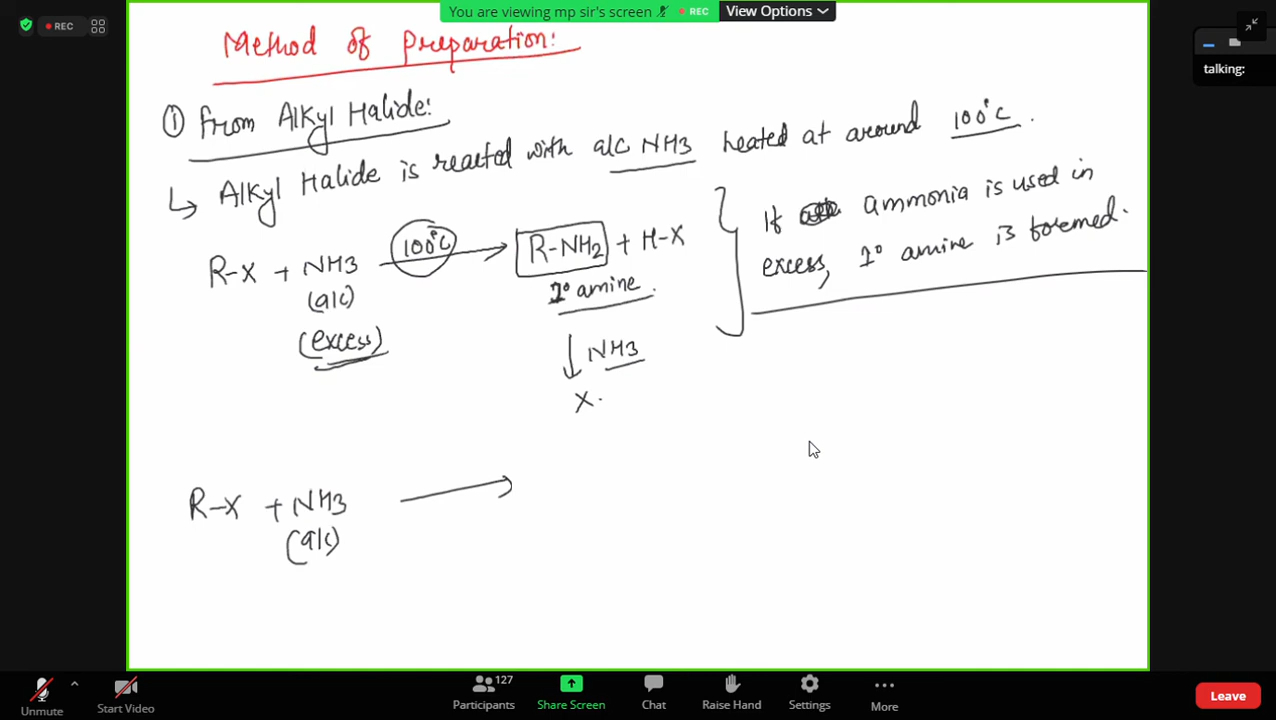 You are viewing mp sir's screen REC View Options
REC
talking:
Method of preparation:
① from Alkyl Halide:
↳ Alkyl Halide is reacted with alc NH3 heated at around 100°C.
R-X + NH3 100°C → R-NH2 + H-X
(alc)
(excess)
1° amine
↓ NH3
X.
If Ammonia is used in
excess, 1° amine is formed.
R-X + NH3 →
(alc)
Unmute
Start Video
Participants 127
Share Screen
Chat
Raise Hand
Settings
More
Leave